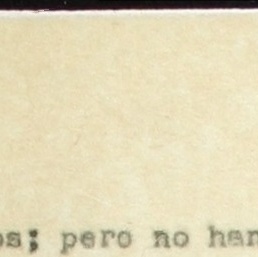 os; pero no han